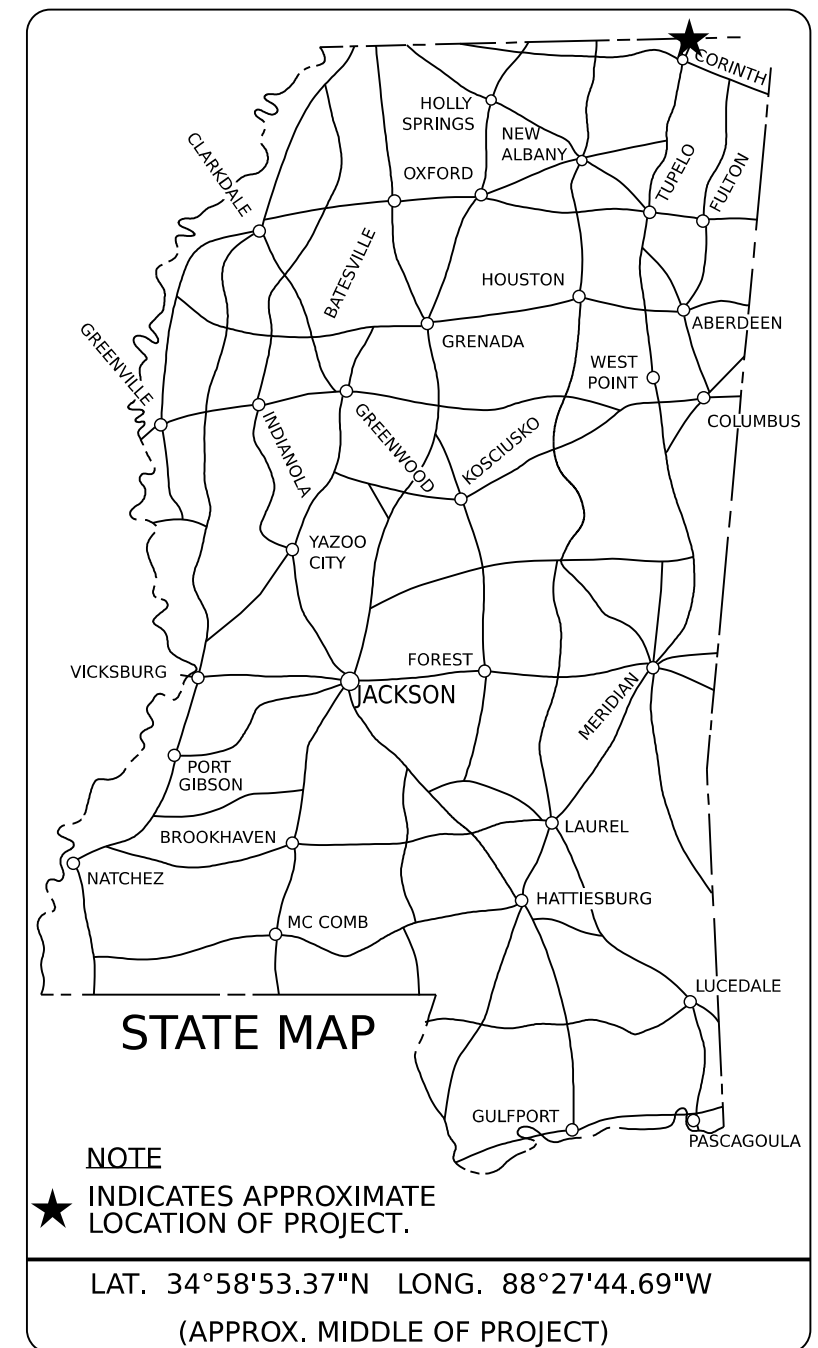 CORINTH
HOLLY
SPRINGS
NEW
ALBANY
CLARKDALE
OXFORD
TUPELO
FULTON
BATESVILLE
HOUSTON
ABERDEEN
GREENVILLE
GRENADA
WEST
POINT
COLUMBUS
INDIANOLA
GREENWOOD
KOSCIUSKO
YAZOO
CITY
VICKSBURG
FOREST
JACKSON
MERIDIAN
PORT
GIBSON
BROOKHAVEN
LAUREL
NATCHEZ
HATTIESBURG
MC COMB
LUCEDALE
STATE MAP
GULFPORT
PASCAGOULA
NOTE
INDICATES APPROXIMATE
LOCATION OF PROJECT.
LAT. 34°58'53.37"N LONG. 88°27'44.69"W
(APPROX. MIDDLE OF PROJECT)